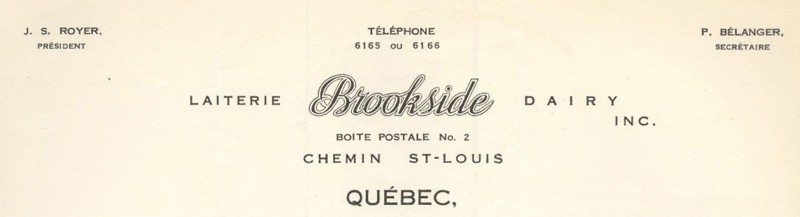 J. S. ROYER,
PRÉSIDENT
TÉLÉPHONE
6165 OU 6166
P. BÉLANGER,
SECRÉTAIRE
LAITERIE Brookside DAIRY
INC.
BOITE POSTALE No. 2
CHEMIN ST-LOUIS
QUÉBEC,